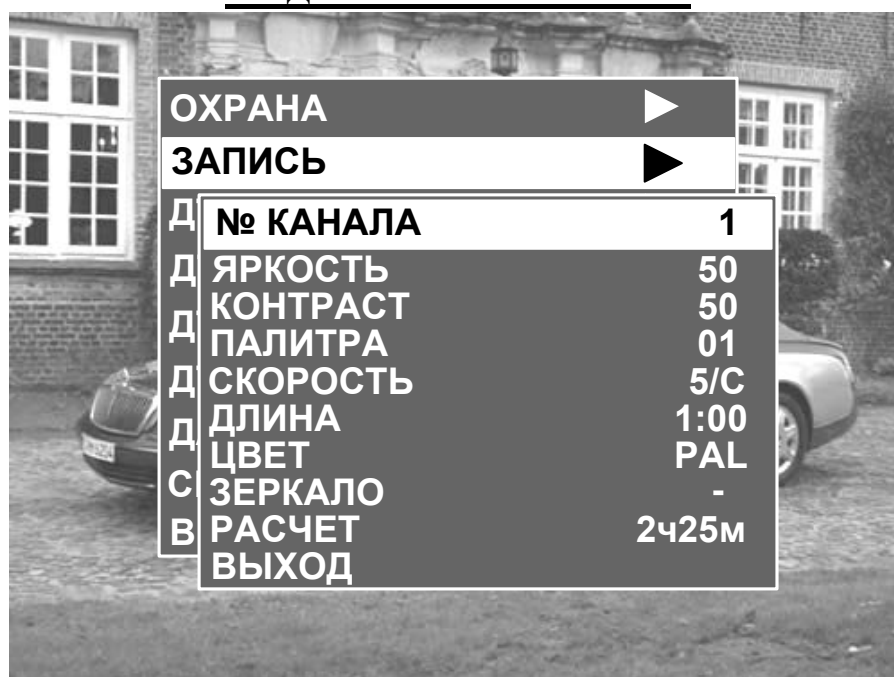 ОХРАНА
ЗАПИСЬ
№ КАНАЛА 1
ЯРКОСТЬ 50
КОНТРАСТ 50
ПАЛИТРА 01
СКОРОСТЬ 5/С
ДЛИНА 1:00
ЦВЕТ PAL
ЗЕРКАЛО -
РАСЧЕТ 2ч25м
ВЫХОД